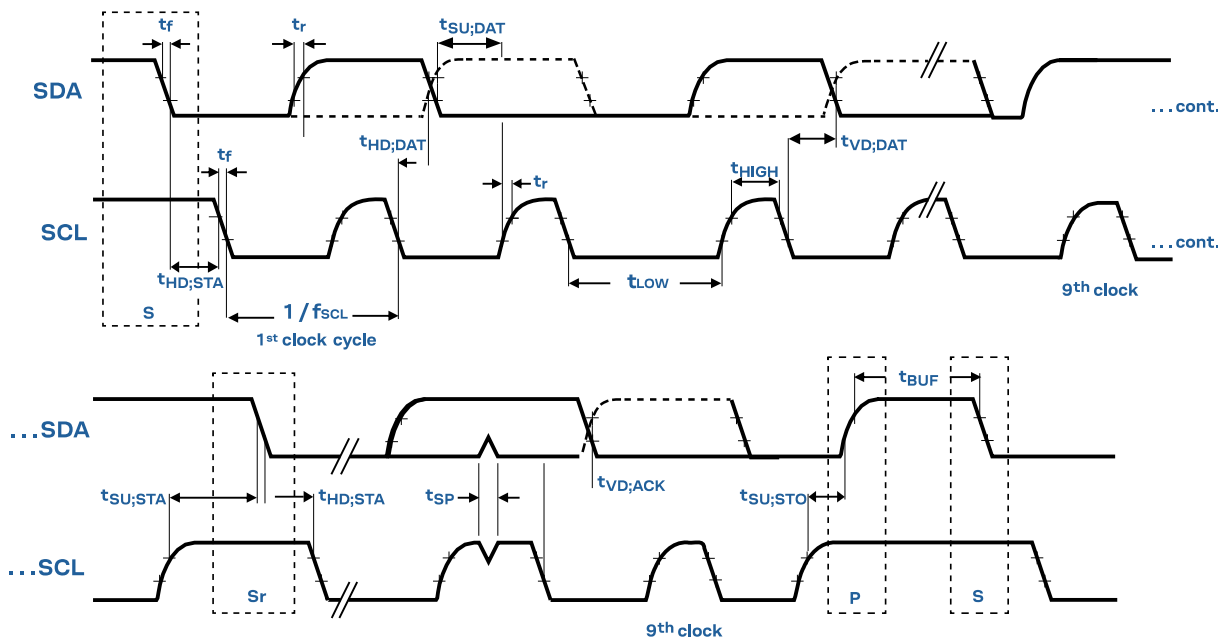 tf
tr
tSU;DAT
SDA
...cont.
tHD;DAT
tVD;DAT
tf
tr
tHIGH
SCL
...cont.
tHD;STA
tLOW
9th clock
S
1 / fSCL
1st clock cycle
tBUF
...SDA
tSU;STA
tHD;STA
tSP
tVD;ACK
tSU;STO
...SCL
Sr
P
S
9th clock